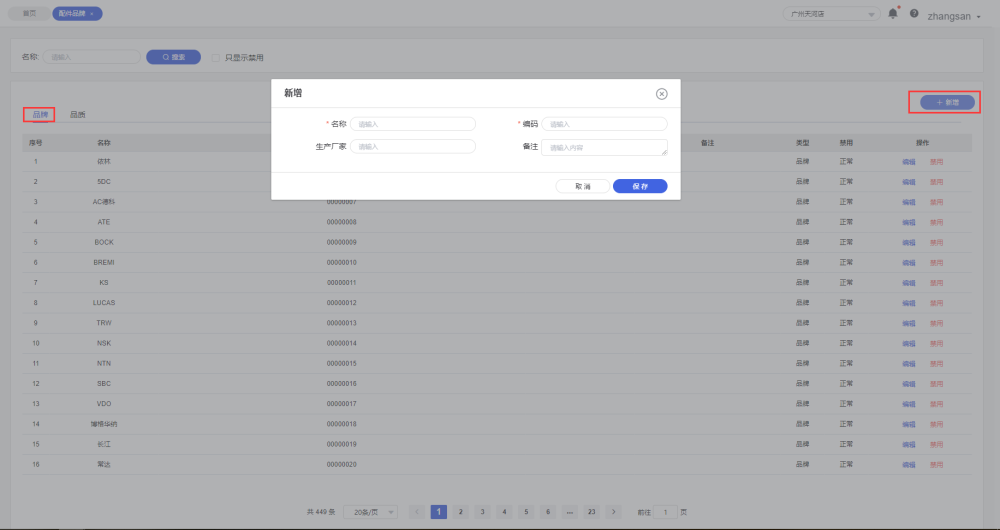 首页 配件品牌 广州天河店 zhangsan
名称: 请输入 搜索 只显示禁用
品牌 品质 + 新增
新增
* 名称 请输入 * 编码 请输入
生产厂家 请输入 备注 请输入内容
取消 保存
序号 名称 备注 类型 禁用 操作
1 品牌 正常 编辑 禁用
2 SDC 品牌 正常 编辑 禁用
3 AC德科 00000007 品牌 正常 编辑 禁用
4 ATE 00000008 品牌 正常 编辑 禁用
5 BOCK 00000009 品牌 正常 编辑 禁用
6 BREMI 00000010 品牌 正常 编辑 禁用
7 KS 00000011 品牌 正常 编辑 禁用
8 LUCAS 00000012 品牌 正常 编辑 禁用
9 TRW 00000013 品牌 正常 编辑 禁用
10 NSK 00000014 品牌 正常 编辑 禁用
11 NTN 00000015 品牌 正常 编辑 禁用
12 SBC 00000016 品牌 正常 编辑 禁用
13 VDO 00000017 品牌 正常 编辑 禁用
14 博格华纳 00000018 品牌 正常 编辑 禁用
15 长江 00000019 品牌 正常 编辑 禁用
16 常达 00000020 品牌 正常 编辑 禁用
共 449 条 20条/页 1 2 3 4 5 6 ... 23 前往 1 页